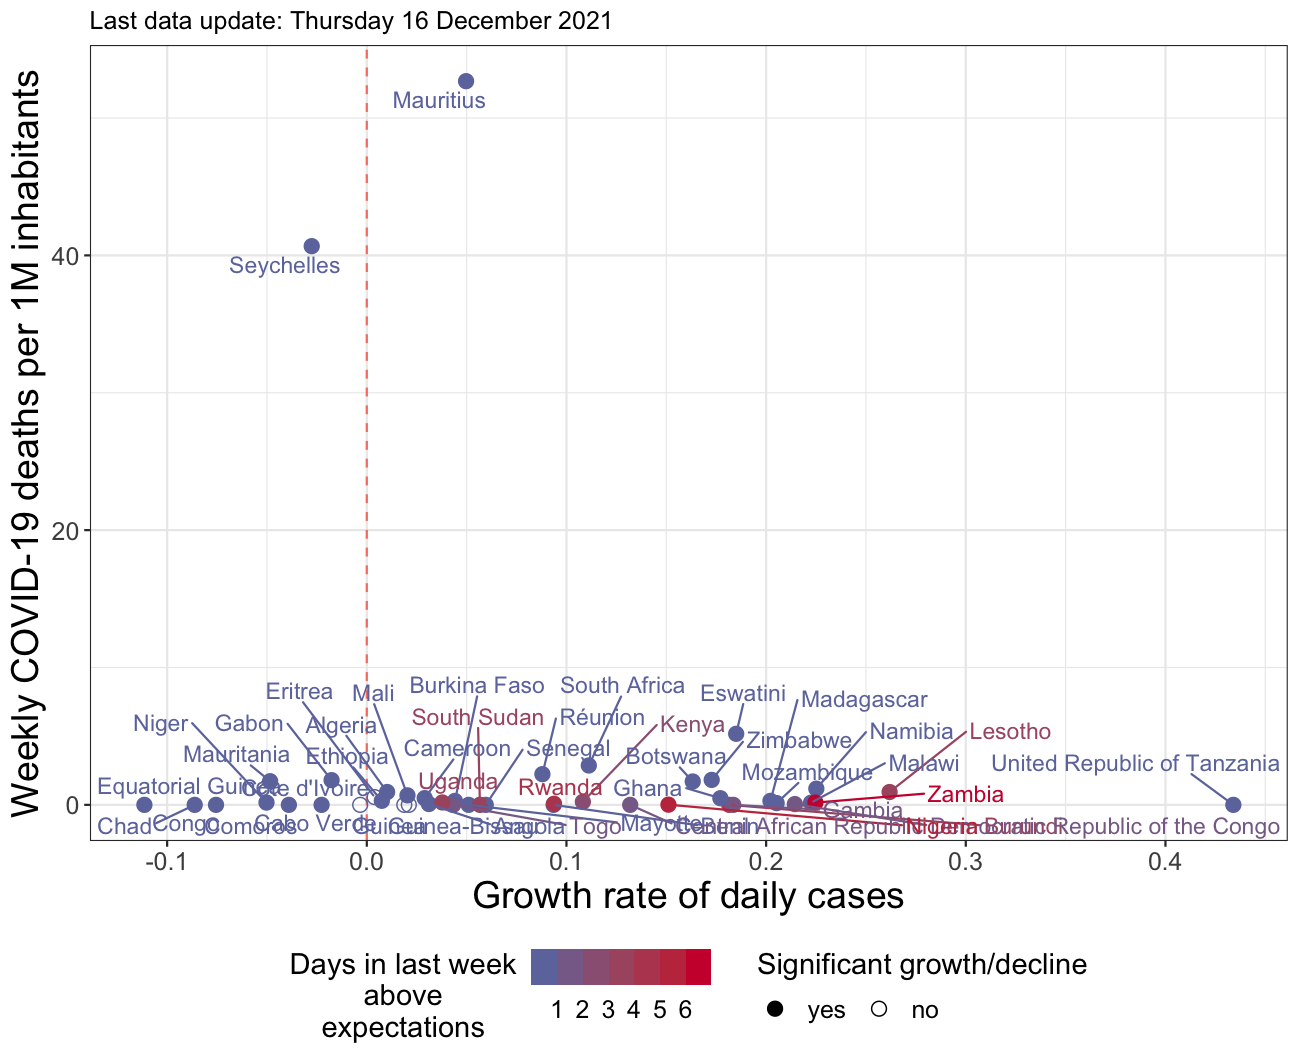 Last data update: Thursday 16 December 2021
Weekly COVID-19 deaths per 1M inhabitants
40
20
0
Mauritius
Seychelles
Eritrea
Mali
Burkina Faso
South Africa
Eswatini
Madagascar
Niger
Gabon
Algeria
South Sudan
Réunion
Kenya
Zimbabwe
Namibia
Lesotho
Mauritania
Ethiopia
Cameroon
Senegal
Botswana
Mozambique
Malawi
United Republic of Tanzania
Equatorial Guinea
Côte d'Ivoire
Uganda
Rwanda
Ghana
Zambia
Gambia
Chad
Congo
Comoros
Cabo Verde
Guinea
Guinea-Bissau
Angola
Togo
Mayotte
Benin
Central African Republic
Nigeria
Burundi
Democratic Republic of the Congo
-0.1
0.0
0.1
0.2
0.3
0.4
Growth rate of daily cases
Days in last week
above
expectations
1 2 3 4 5 6
Significant growth/decline
yes
no